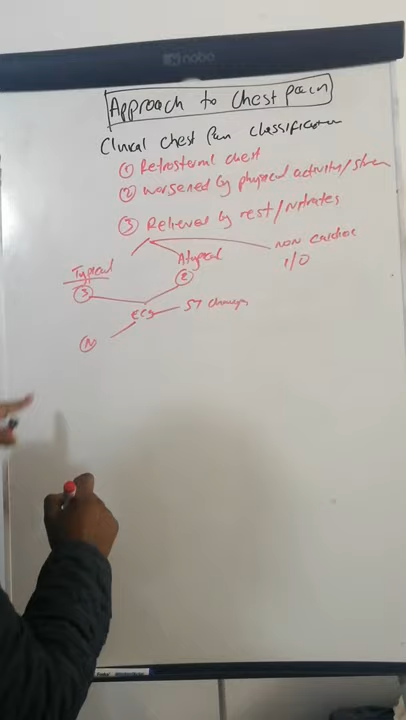 nobo
Approach to Chest pain
Clinical chest Pain classification
① Retrosternal chest
② worsened by physical activity/stress
③ Relieved by rest/Nitrates
Typical
③
Atypical
②
non cardiac
1/0
ECG
ST changes
Ⓝ